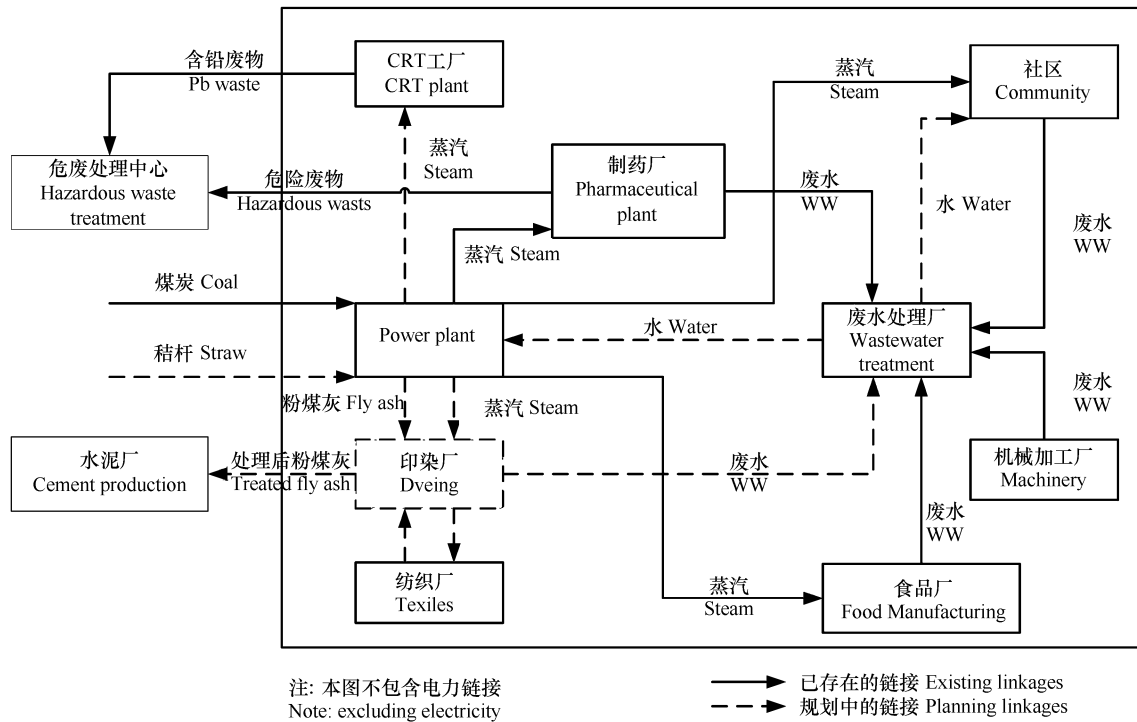 含铅废物
Pb waste
CRT工厂
CRT plant
蒸汽
Steam
社区
Community
危废处理中心
Hazardous waste
treatment
危险废物
Hazardous wasts
蒸汽
Steam
制药厂
Pharmaceutical
plant
废水
WW
水 Water
废水
WW
蒸汽 Steam
煤炭 Coal
Power plant
水 Water
废水处理厂
Wastewater
treatment
秸杆 Straw
粉煤灰 Fly ash
蒸汽 Steam
废水
WW
水泥厂
Cement production
处理后粉煤灰
Treated fly ash
印染厂
Dveing
废水
WW
机械加工厂
Machinery
废水
WW
纺织厂
Texiles
蒸汽
Steam
食品厂
Food Manufacturing
注: 本图不包含电力链接
Note: excluding electricity
已存在的链接 Existing linkages
规划中的链接 Planning linkages